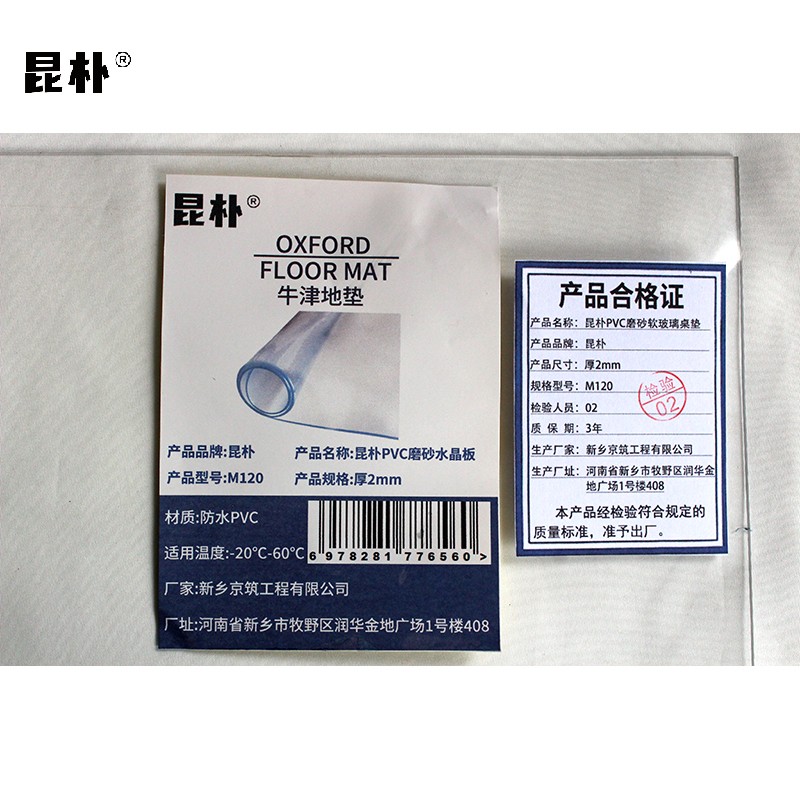 昆朴®
昆朴®
OXFORD
FLOOR MAT
牛津地垫
产品品牌:昆朴 产品名称:昆朴PVC磨砂水晶板
产品型号:M120 产品规格:厚2mm
材质:防水PVC
适用温度:-20°C-60°C
6 978281 776560 >
厂家:新乡京筑工程有限公司
厂址:河南省新乡市牧野区润华金地广场1号楼408
产品合格证
产品名称: 昆朴PVC磨砂软玻璃桌垫
产品品牌: 昆朴
产品尺寸: 厚2mm
规格型号: M120
检验人员: 02
质 保 期: 3年
检验
02
生产厂家: 新乡京筑工程有限公司
生产厂址: 河南省新乡市牧野区润华金
地广场1号楼408
本产品经检验符合规定的
质量标准，准予出厂。